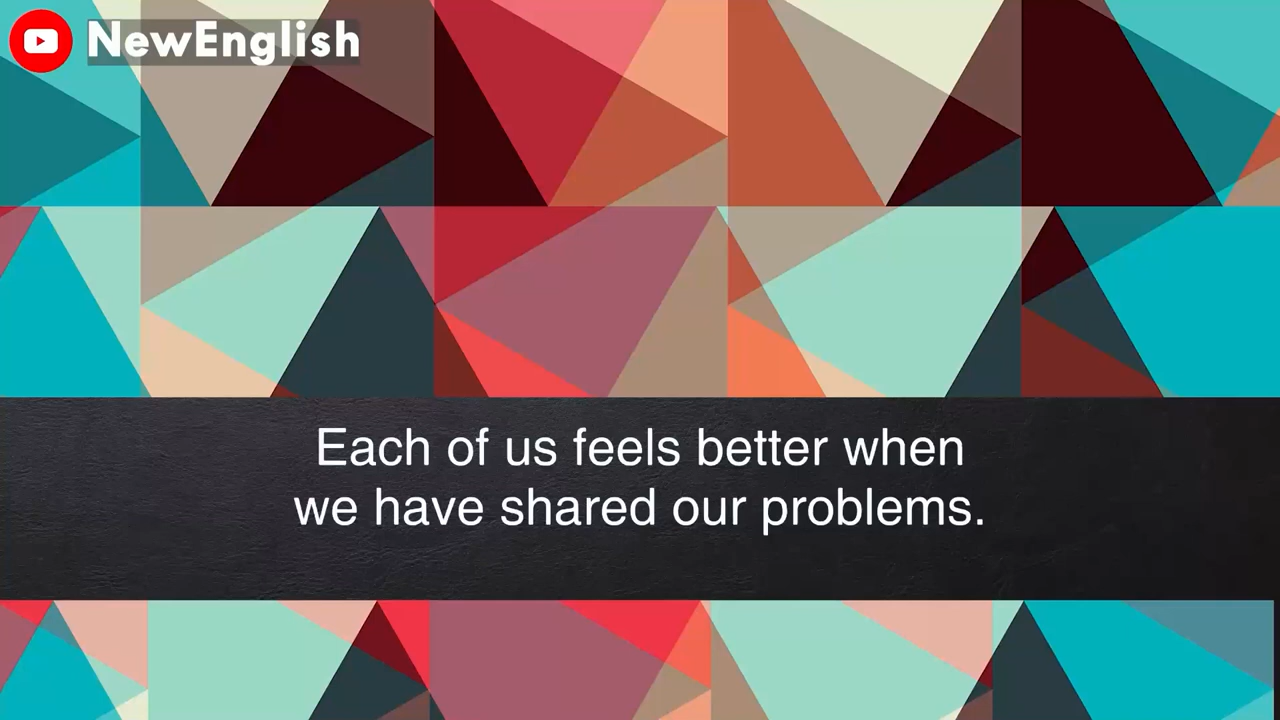 NewEnglish
Each of us feels better when
we have shared our problems.